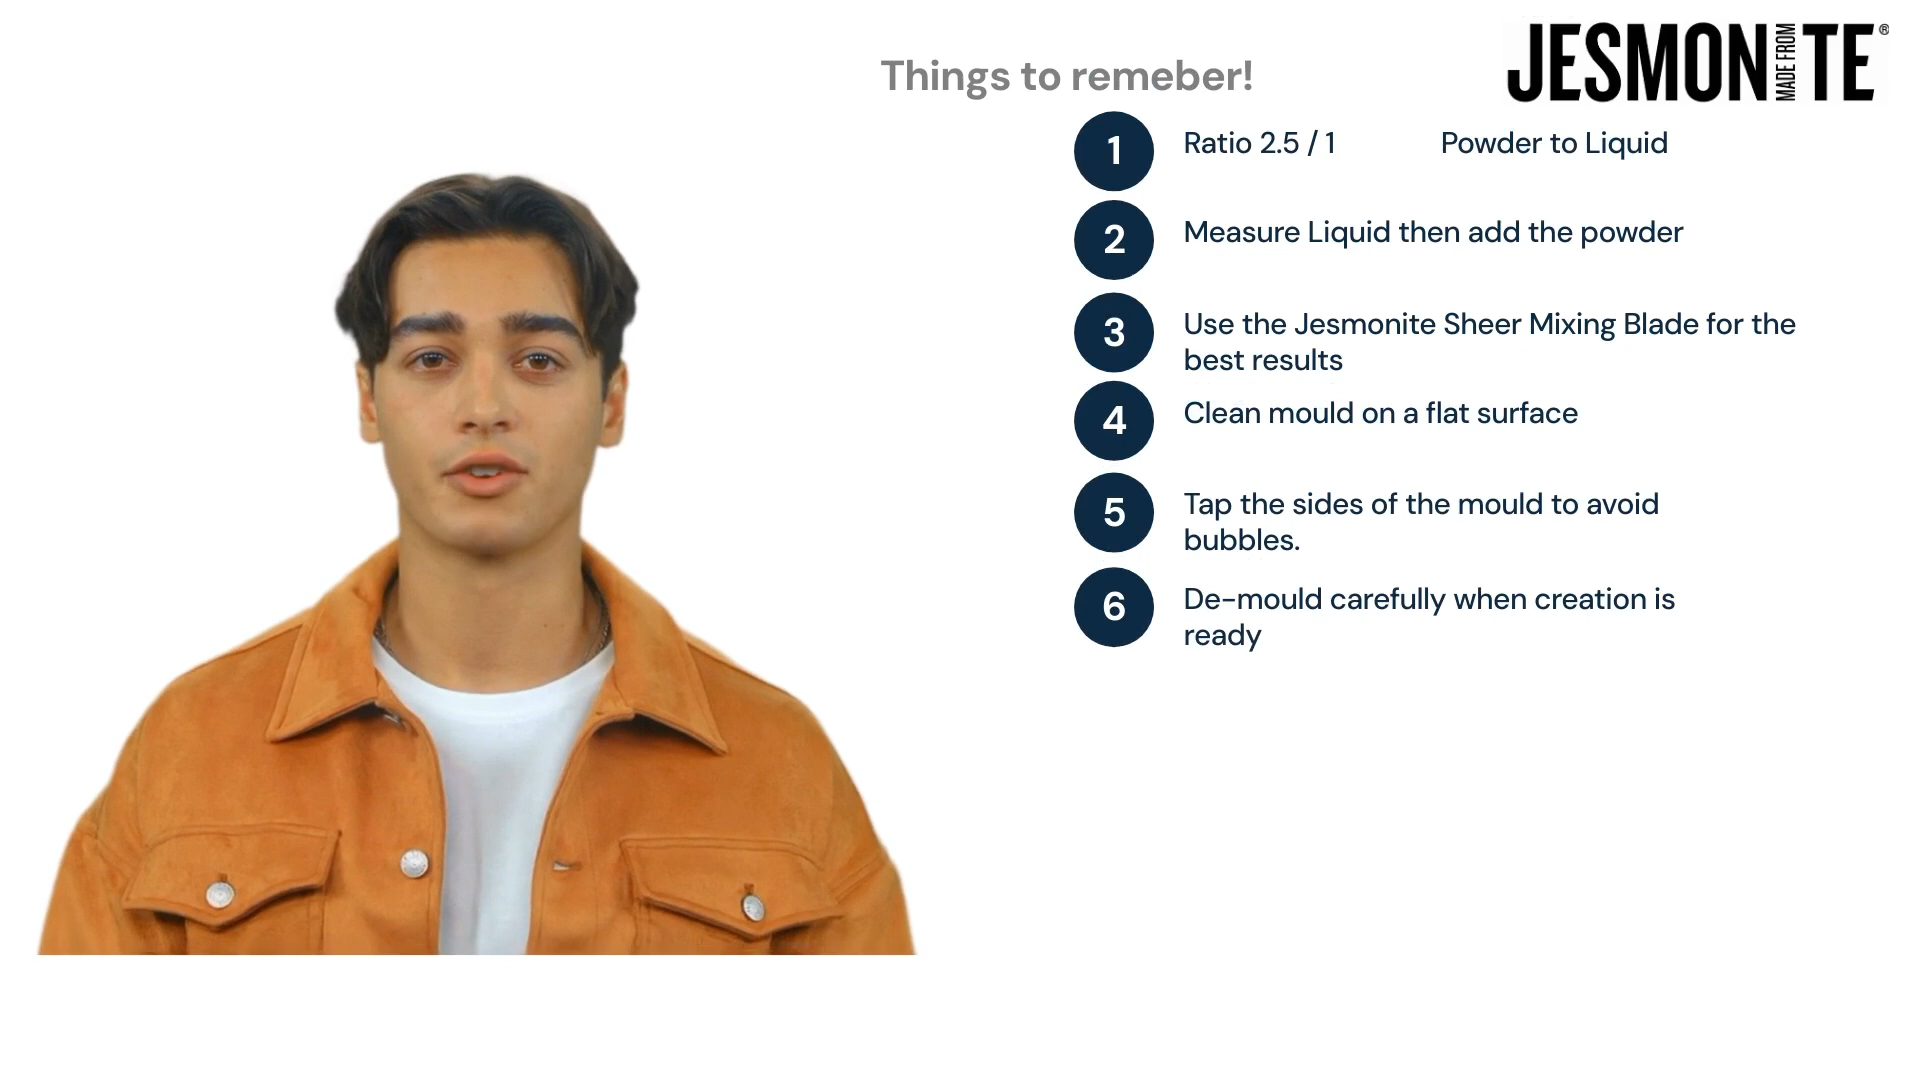 JESMON MADE FROM TE ®
Things to remeber!
1 Ratio 2.5 / 1 Powder to Liquid
2 Measure Liquid then add the powder
3 Use the Jesmonite Sheer Mixing Blade for the
best results
4 Clean mould on a flat surface
5 Tap the sides of the mould to avoid
bubbles.
6 De-mould carefully when creation is
ready